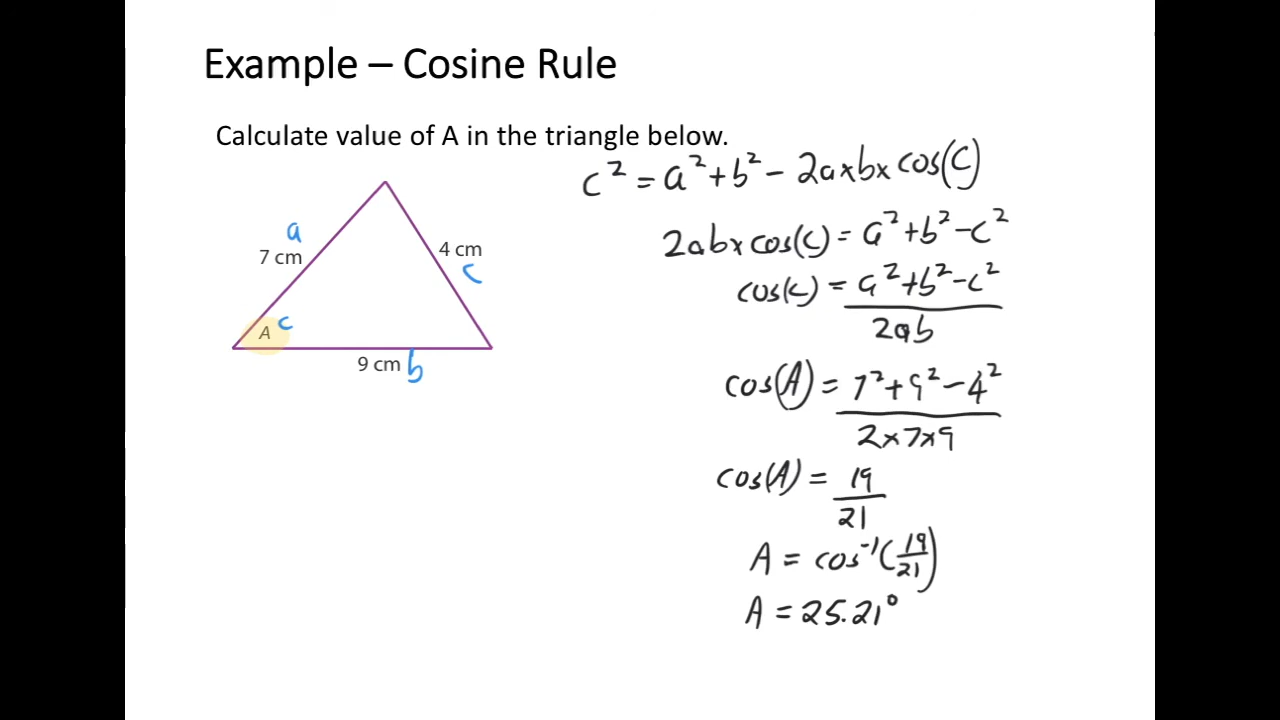 Example – Cosine Rule
Calculate value of A in the triangle below.
a
7 cm
4 cm
c
A c
9 cm b
c² = a² + b² − 2a×b× cos(C)
2ab× cos(C) = a² + b² − c²
cos(C) = a² + b² − c²
2ab
cos(A) = 7² + 9² − 4²
2×7×9
cos(A) = 19
21
A = cos⁻¹(19/21)
A = 25.21°